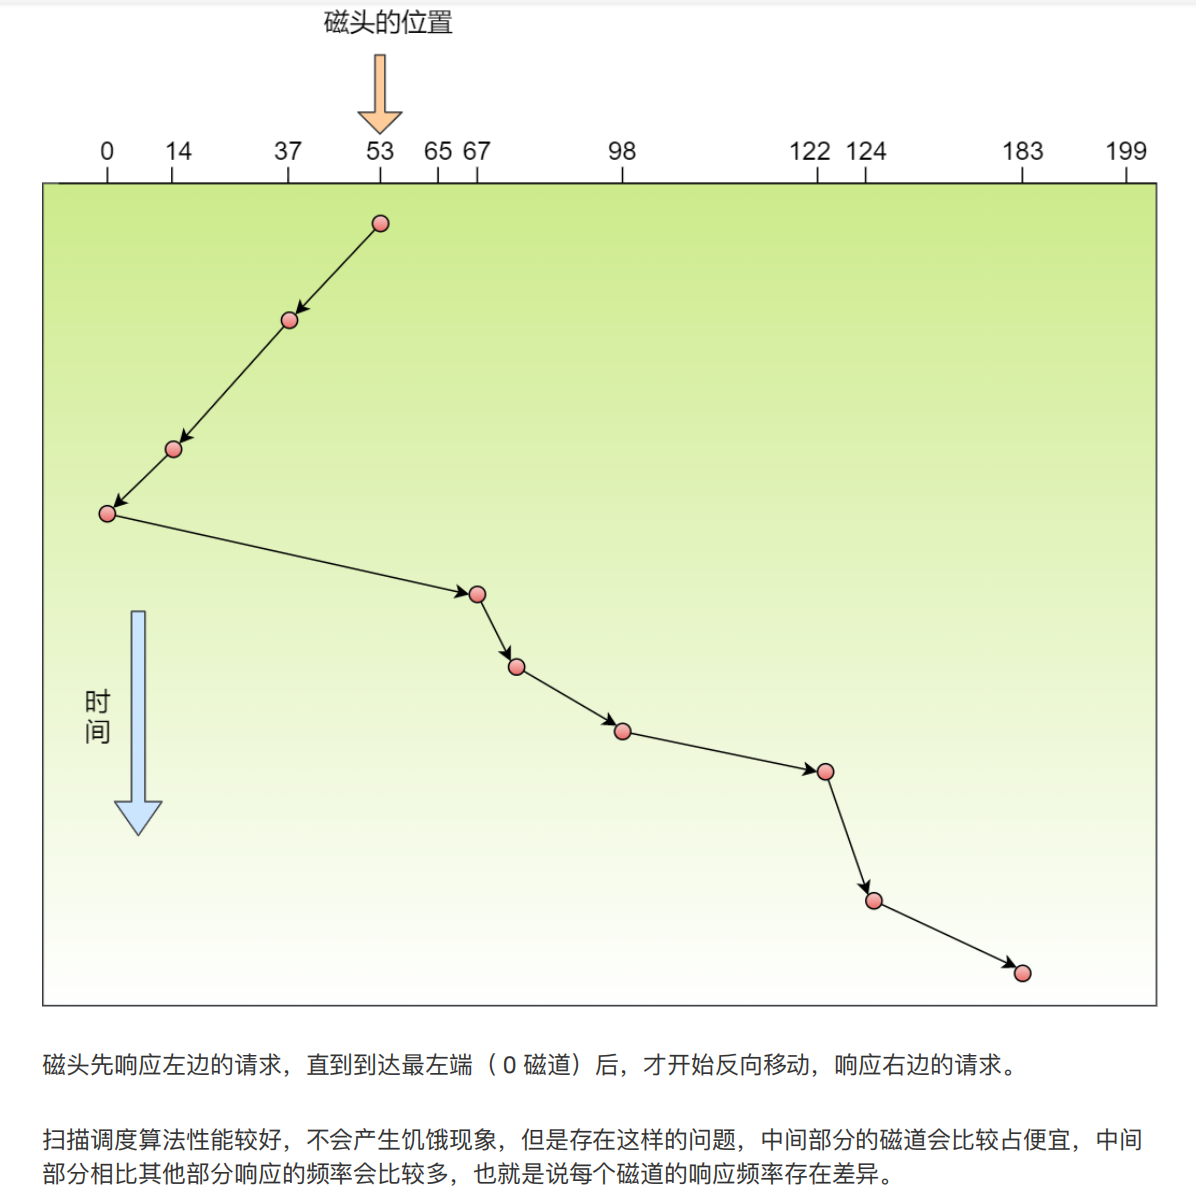 磁头的位置
0 14 37 53 65 67 98 122 124 183 199
时
间
磁头先响应左边的请求，直到到达最左端（ 0 磁道）后，才开始反向移动，响应右边的请求。
扫描调度算法性能较好，不会产生饥饿现象，但是存在这样的问题，中间部分的磁道会比较占便宜，中间
部分相比其他部分响应的频率会比较多，也就是说每个磁道的响应频率存在差异。